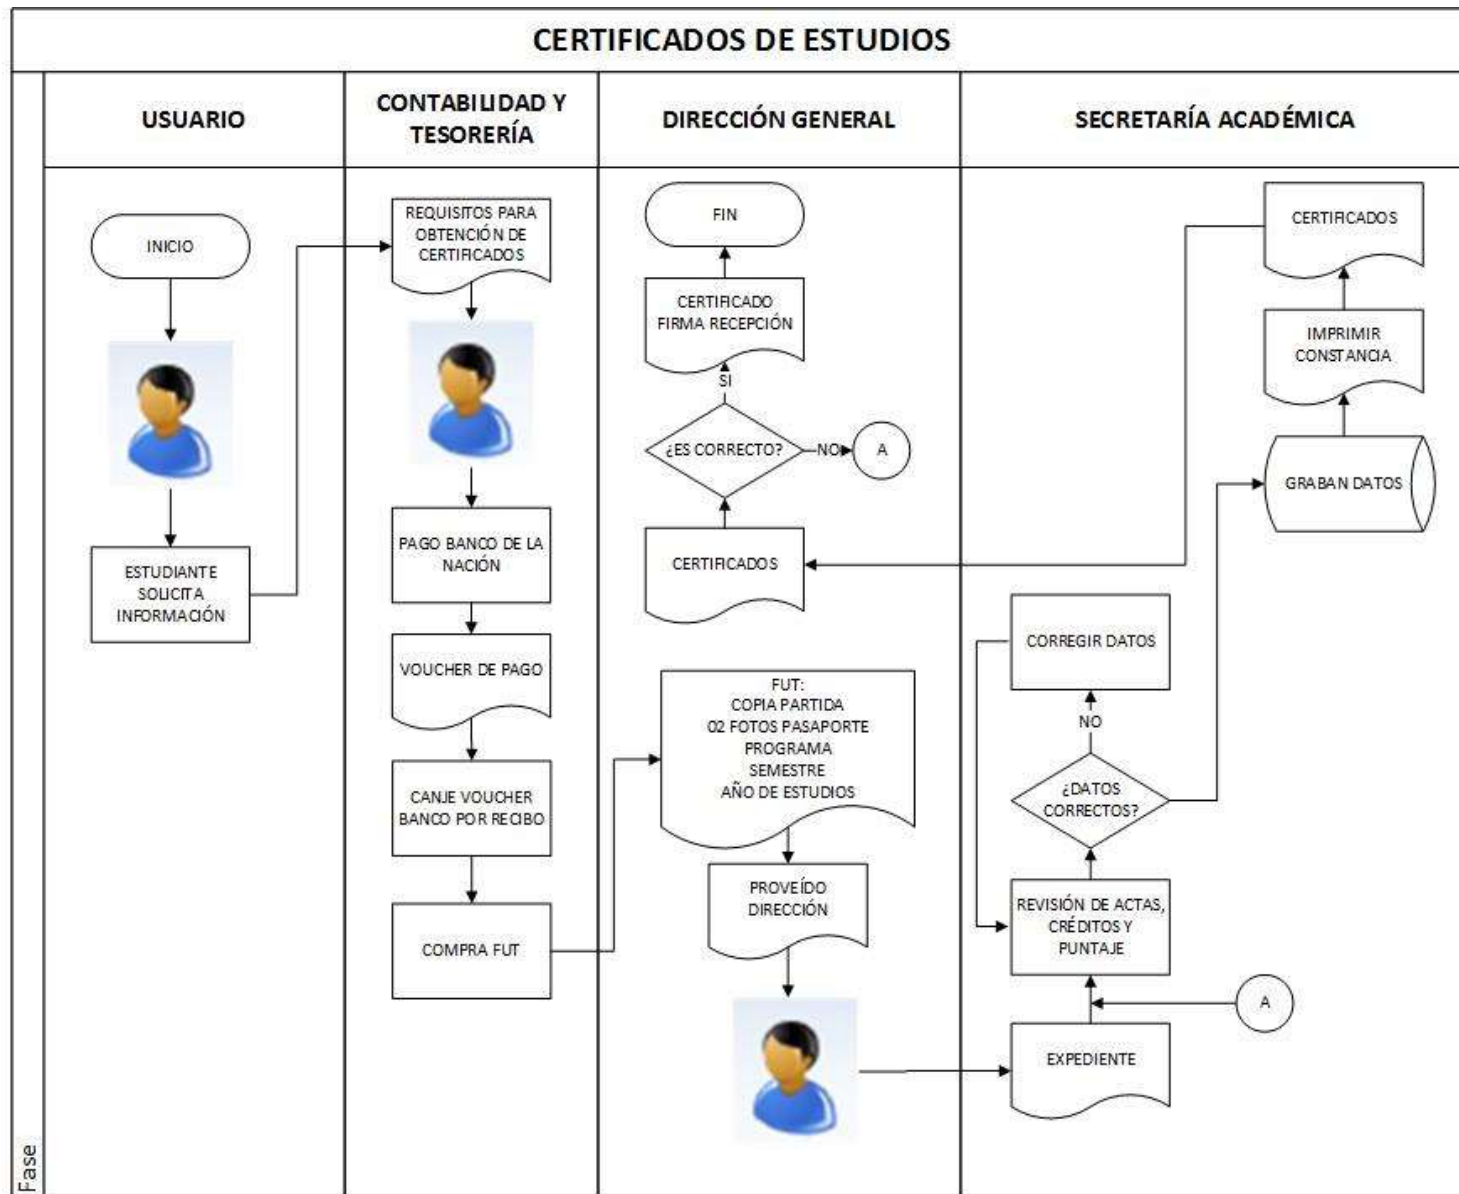 CERTIFICADOS DE ESTUDIOS
Fase
USUARIO
INICIO
ESTUDIANTE
SOLICITA
INFORMACIÓN
CONTABILIDAD Y
TESORERÍA
REQUISITOS PARA
OBTENCIÓN DE
CERTIFICADOS
PAGO BANCO DE LA
NACIÓN
VOUCHER DE PAGO
CANJE VOUCHER
BANCO POR RECIBO
COMPRA FUT
DIRECCIÓN GENERAL
FIN
CERTIFICADO
FIRMA RECEPCIÓN
SI
¿ES CORRECTO?
NO
A
CERTIFICADOS
FUT:
COPIA PARTIDA
02 FOTOS PASAPORTE
PROGRAMA
SEMESTRE
AÑO DE ESTUDIOS
PROVEÍDO
DIRECCIÓN
SECRETARÍA ACADÉMICA
CERTIFICADOS
IMPRIMIR
CONSTANCIA
GRABAN DATOS
CORREGIR DATOS
NO
¿DATOS
CORRECTOS?
REVISIÓN DE ACTAS,
CRÉDITOS Y
PUNTAJE
A
EXPEDIENTE